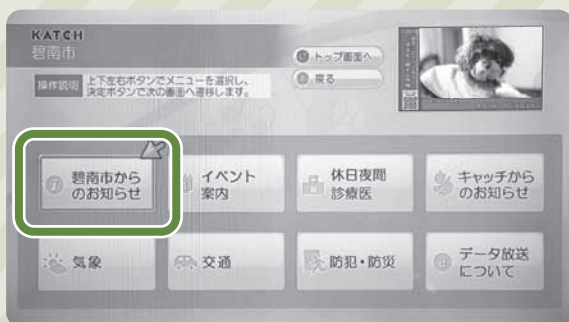 KATCH
碧南市
トップ画面へ
戻る
操作説明
上下左右ボタンでメニューを選択し、
決定ボタンで次の画面へ遷移します。
碧南市から
のお知らせ
イベント
案内
休日夜間
診療医
キャッチから
のお知らせ
気象
交通
防犯・防災
データ放送
について